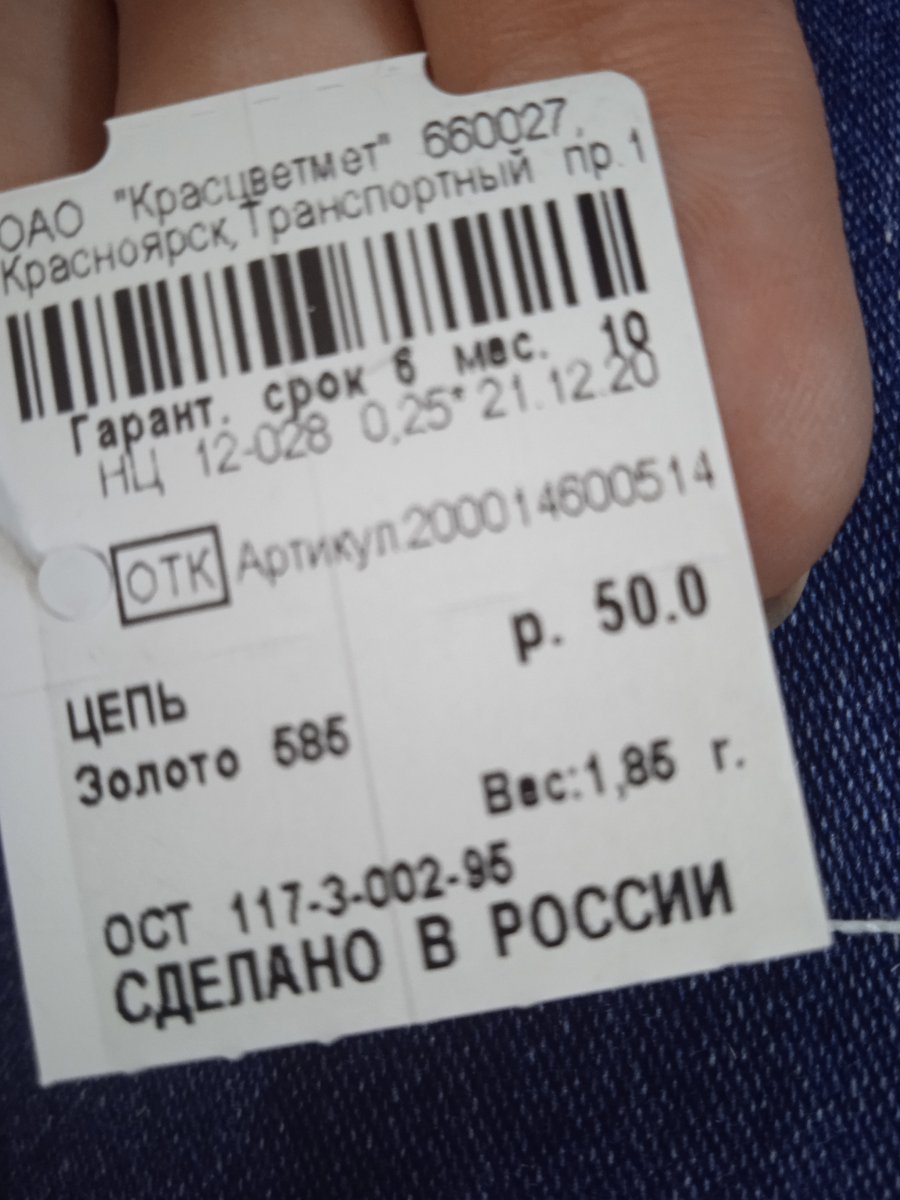 ОАО "Красцветмет" 660027,
Красноярск, Транспортный пр. 1
Гарант. срок 6 мес. 10
НЦ 12-028 0,25* 21.12.20
ОТК Артикул 200014600514
р. 50.0
ЦЕПЬ
Золото 585
Вес:1,85 г.
ОСТ 117-3-002-95
СДЕЛАНО В РОССИИ